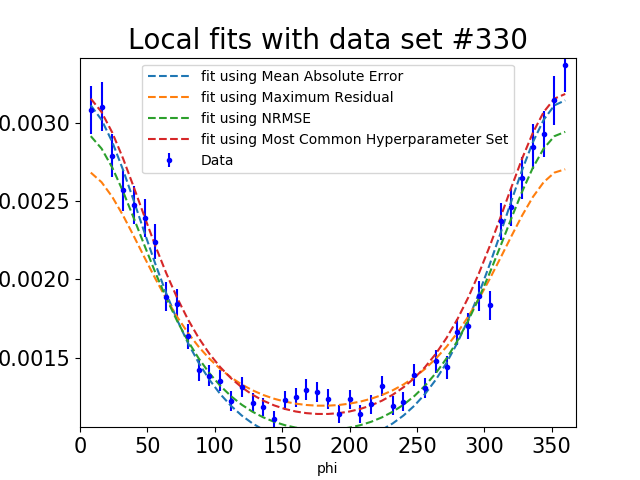 Local fits with data set #330
fit using Mean Absolute Error
fit using Maximum Residual
fit using NRMSE
fit using Most Common Hyperparameter Set
Data
0.0030
0.0025
0.0020
0.0015
0 50 100 150 200 250 300 350
phi